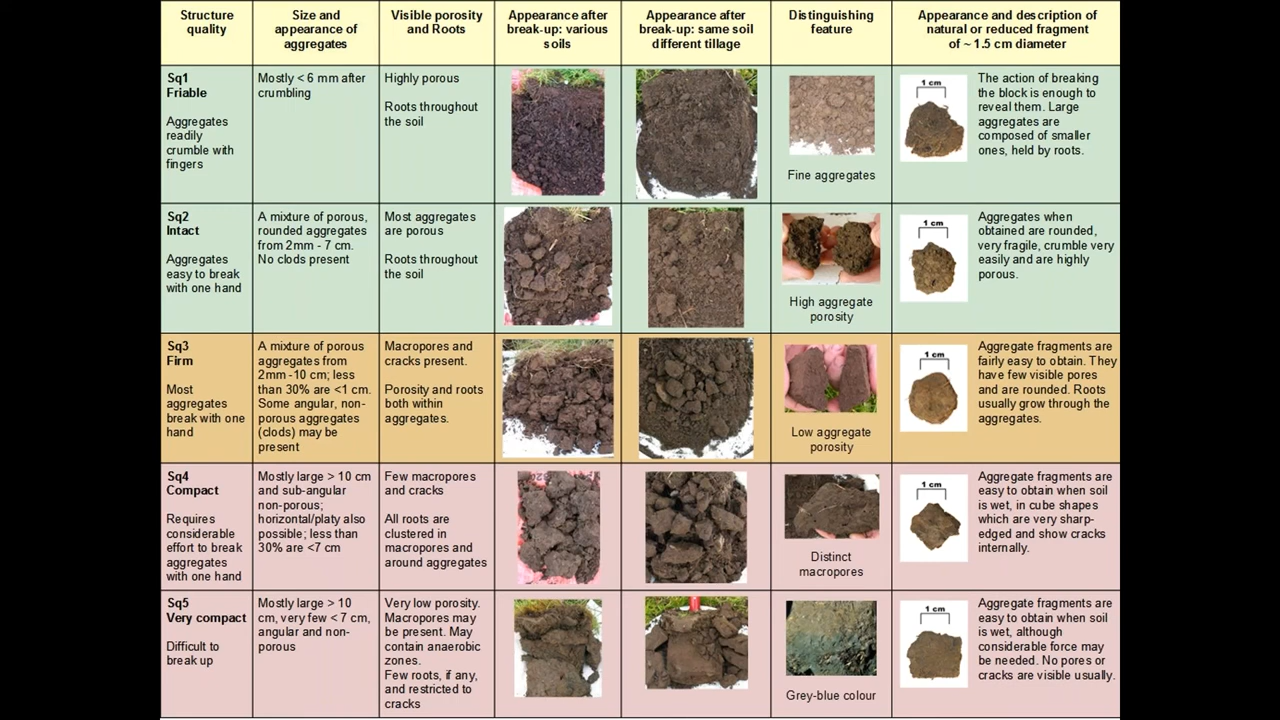 Structure
quality
Size and
appearance of
aggregates
Visible porosity
and Roots
Appearance after
break-up: various
soils
Appearance after
break-up: same soil
different tillage
Distinguishing
feature
Appearance and description of
natural or reduced fragment
of ~ 1.5 cm diameter
Sq1
Friable
Aggregates
readily
crumble with
fingers
Mostly < 6 mm after
crumbling
Highly porous
Roots throughout
the soil
Fine aggregates
1 cm
The action of breaking
the block is enough to
reveal them. Large
aggregates are
composed of smaller
ones, held by roots.
Sq2
Intact
Aggregates
easy to break
with one hand
A mixture of porous,
rounded aggregates
from 2mm - 7 cm.
No clods present
Most aggregates
are porous
Roots throughout
the soil
High aggregate
porosity
1 cm
Aggregates when
obtained are rounded,
very fragile, crumble very
easily and are highly
porous.
Sq3
Firm
Most
aggregates
break with one
hand
A mixture of porous
aggregates from
2mm -10 cm; less
than 30% are <1 cm.
Some angular, non-
porous aggregates
(clods) may be
present
Macropores and
cracks present.
Porosity and roots
both within
aggregates.
Low aggregate
porosity
1 cm
Aggregate fragments are
fairly easy to obtain. They
have few visible pores
and are rounded. Roots
usually grow through the
aggregates.
Sq4
Compact
Requires
considerable
effort to break
aggregates
with one hand
Mostly large > 10 cm
and sub-angular
non-porous;
horizontal/platy also
possible; less than
30% are <7 cm
Few macropores
and cracks
All roots are
clustered in
macropores and
around aggregates
Distinct
macropores
1 cm
Aggregate fragments are
easy to obtain when soil
is wet, in cube shapes
which are very sharp-
edged and show cracks
internally.
Sq5
Very compact
Difficult to
break up
Mostly large > 10
cm, very few < 7 cm,
angular and non-
porous
Very low porosity.
Macropores may
be present. May
contain anaerobic
zones.
Few roots, if any,
and restricted to
cracks
Grey-blue colour
1 cm
Aggregate fragments are
easy to obtain when soil
is wet, although
considerable force may
be needed. No pores or
cracks are visible usually.